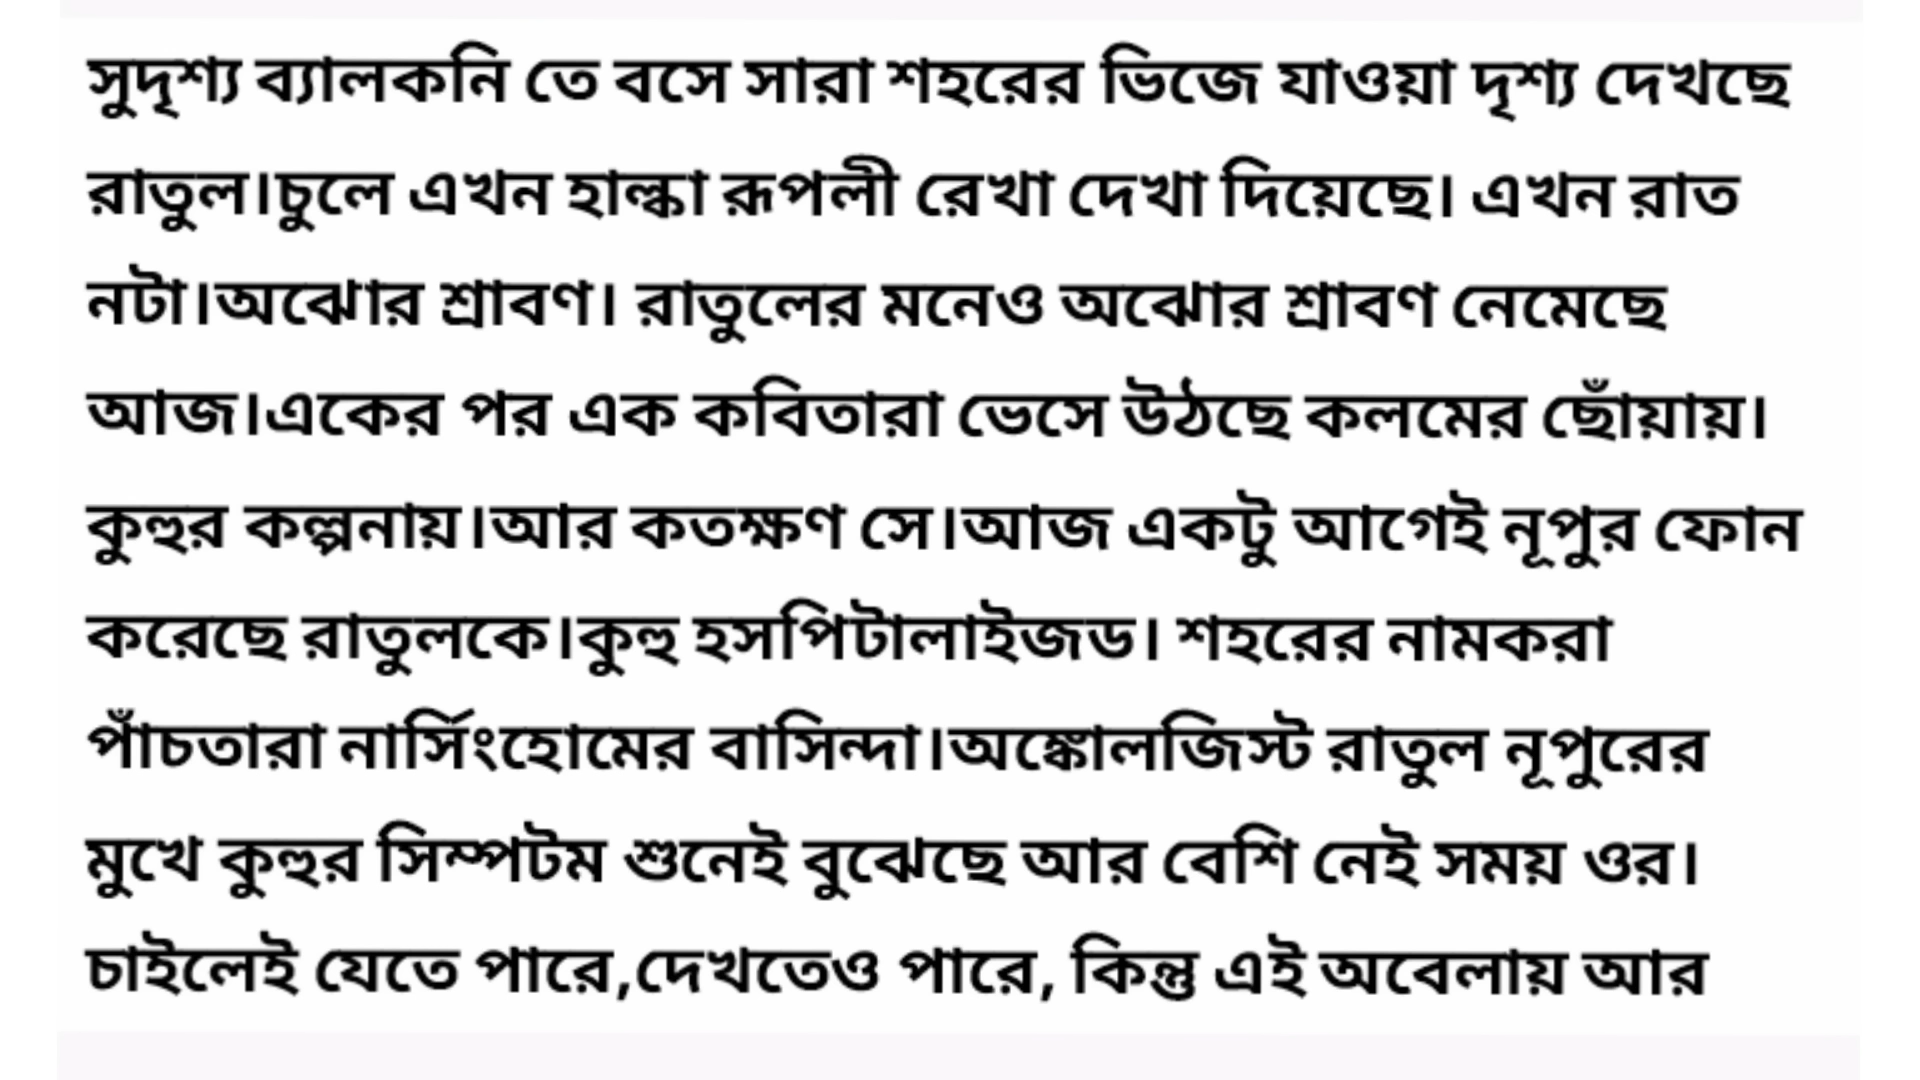 সুদৃশ্য ব্যালকনি তে বসে সারা শহরের ভিজে যাওয়া দৃশ্য দেখছে
রাতুল।চুলে এখন হাল্কা রূপলী রেখা দেখা দিয়েছে। এখন রাত
নটা।অঝোর শ্রাবণ। রাতুলের মনেও অঝোর শ্রাবণ নেমেছে
আজ।একের পর এক কবিতারা ভেসে উঠছে কলমের ছোঁয়ায়।
কুহুর কল্পনায়।আর কতক্ষণ সে।আজ একটু আগেই নূপুর ফোন
করেছে রাতুলকে।কুহু হসপিটালাইজড। শহরের নামকরা
পাঁচতারা নার্সিংহোমের বাসিন্দা।অঙ্কোলজিস্ট রাতুল নূপুরের
মুখে কুহুর সিম্পটম শুনেই বুঝেছে আর বেশি নেই সময় ওর।
চাইলেই যেতে পারে,দেখতেও পারে, কিন্তু এই অবেলায় আর